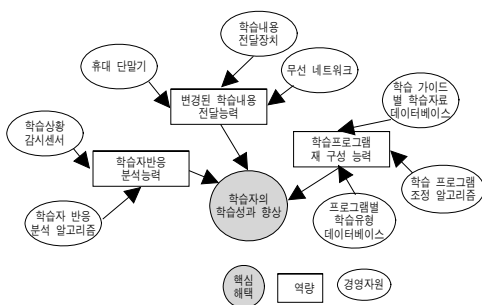 학습내용
전달장치
휴대 단말기
무선 네트워크
변경된 학습내용
전달능력
학습 가이드
별 학습자료
데이터베이스
학습상황
감시센서
학습자반응
분석능력
학습프로그램
재 구성 능력
학습자의
학습성과 향상
학습 프로그램
조정 알고리즘
학습자 반응
분석 알고리즘
프로그램별
학습유형
데이터베이스
핵심
해택
역량
경영자원